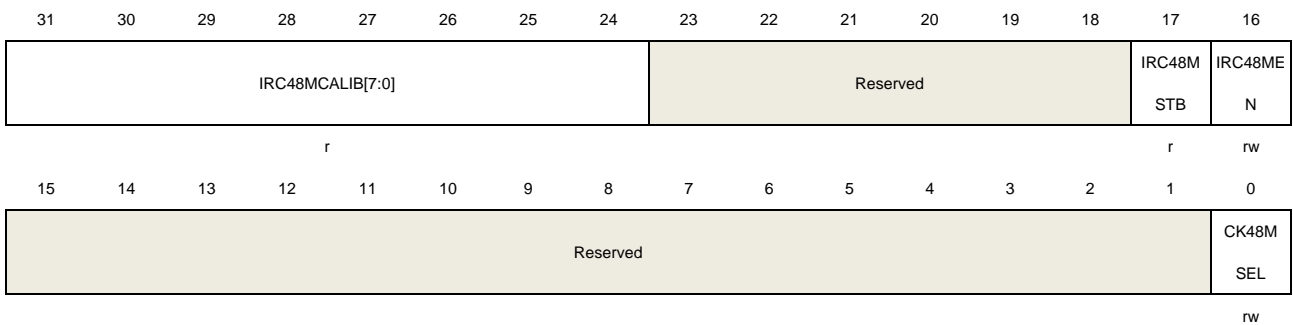 31 30 29 28 27 26 25 24 23 22 21 20 19 18 17 16
IRC48MCALIB[7:0] Reserved IRC48M STB IRC48ME N
r r rw
15 14 13 12 11 10 9 8 7 6 5 4 3 2 1 0
Reserved CK48M SEL
rw